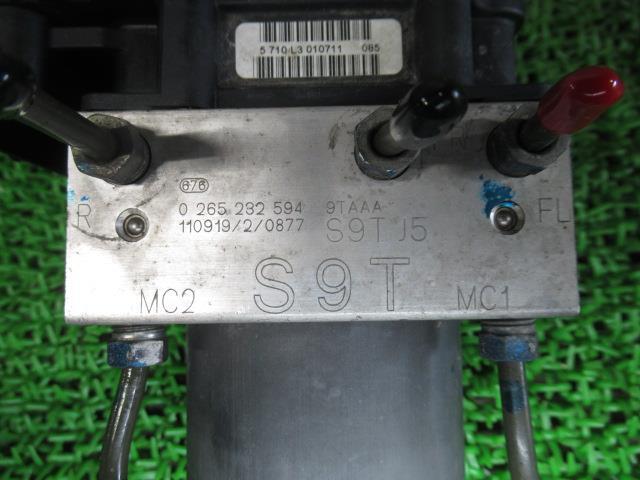 5 710 L3 010711 085
676
R
0 265 232 594 9TAAA
110919/2/0877 S9T J5
FL
MC2 S9T MC1